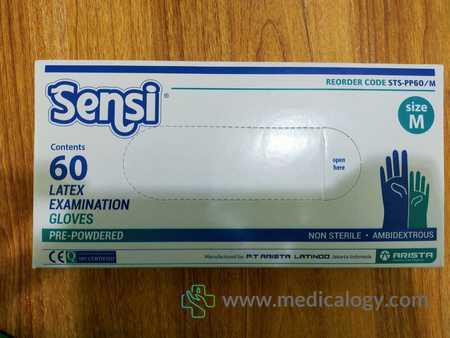 REORDER CODE STS-PP60/M
Sensi®
size
M
Contents
60
LATEX
EXAMINATION
GLOVES
PRE-POWDERED
open
here
NON STERILE • AMBIDEXTROUS
CE Q
Manufactured by: P.T ARISTA LATINDO Jakarta-Indonesia
ARISTA
www.medicalogy.com